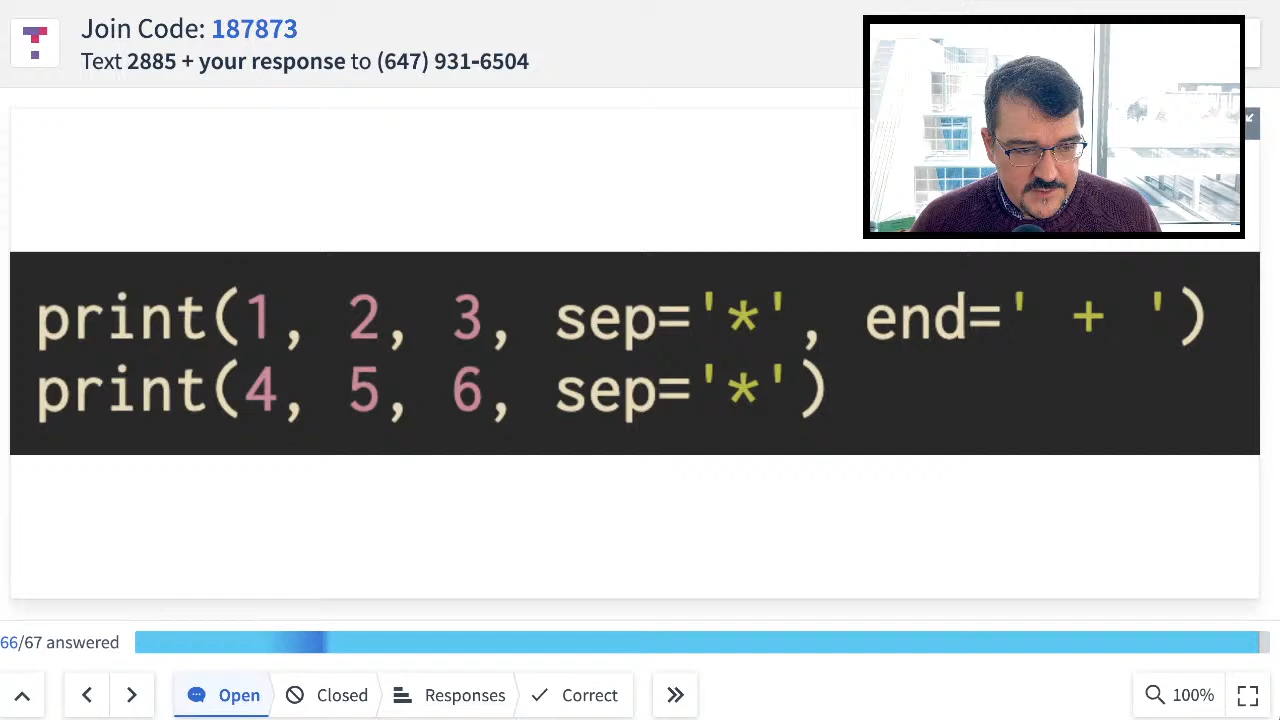 Join Code: 187873
Text 2885 + your response to (647) 931-6504
print(1, 2, 3, sep='*', end=' + ')
print(4, 5, 6, sep='*')
66/67 answered
Open
Closed
Responses
Correct
100%